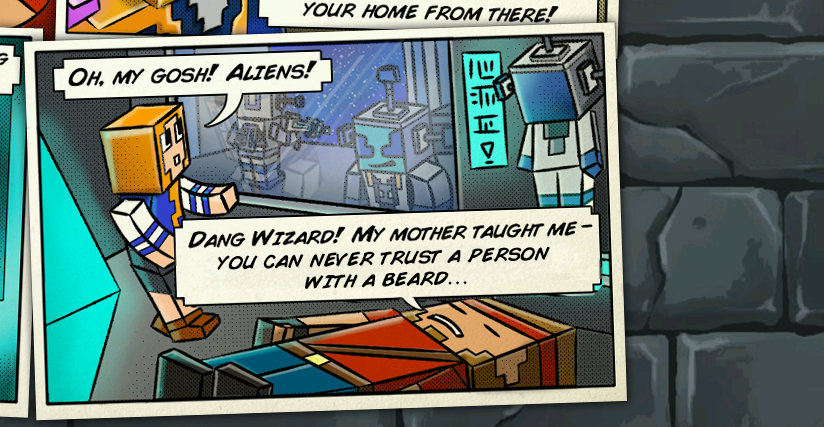 YOUR HOME FROM THERE!
OH, MY GOSH! ALIENS!
DANG WIZARD! MY MOTHER TAUGHT ME –
YOU CAN NEVER TRUST A PERSON
WITH A BEARD...